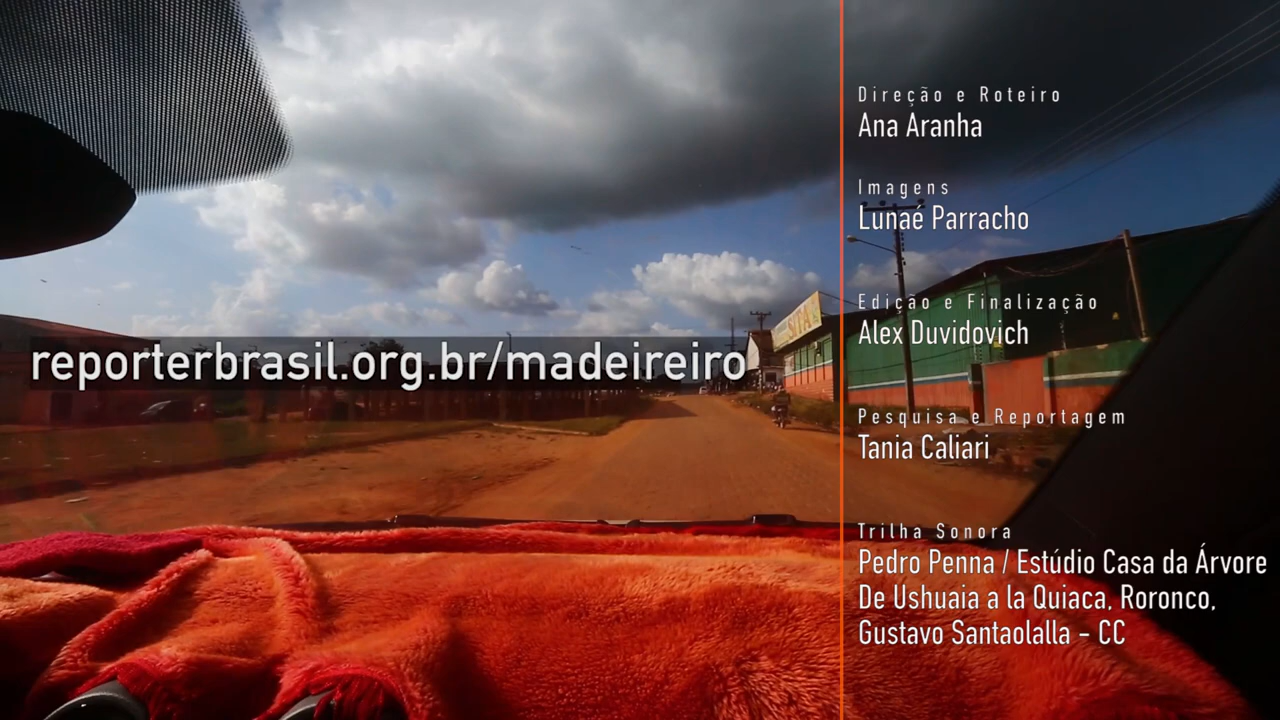 reporterbrasil.org.br/madeireiro
Direção e Roteiro
Ana Aranha
Imagens
Lunaé Parracho
Edição e Finalização
Alex Duvidovich
Pesquisa e Reportagem
Tania Caliari
Trilha Sonora
Pedro Penna / Estúdio Casa da Árvore
De Ushuaia a la Quiaca, Roronco,
Gustavo Santaolalla - CC